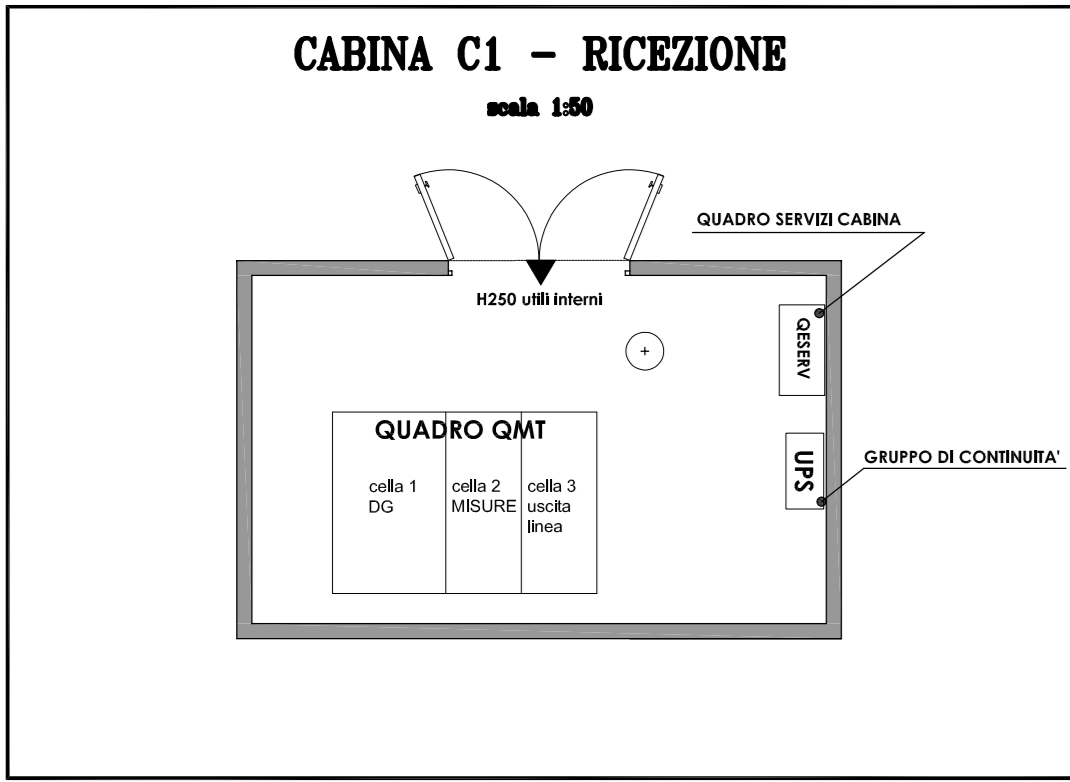 CABINA C1 - RICEZIONE
scala 1:50
A
A
QUADRO SERVIZI CABINA
H250 utili interni
QESERV
QUADRO QMT
cella 1
DG
cella 2
MISURE
cella 3
uscita
linea
UPS
GRUPPO DI CONTINUITA'